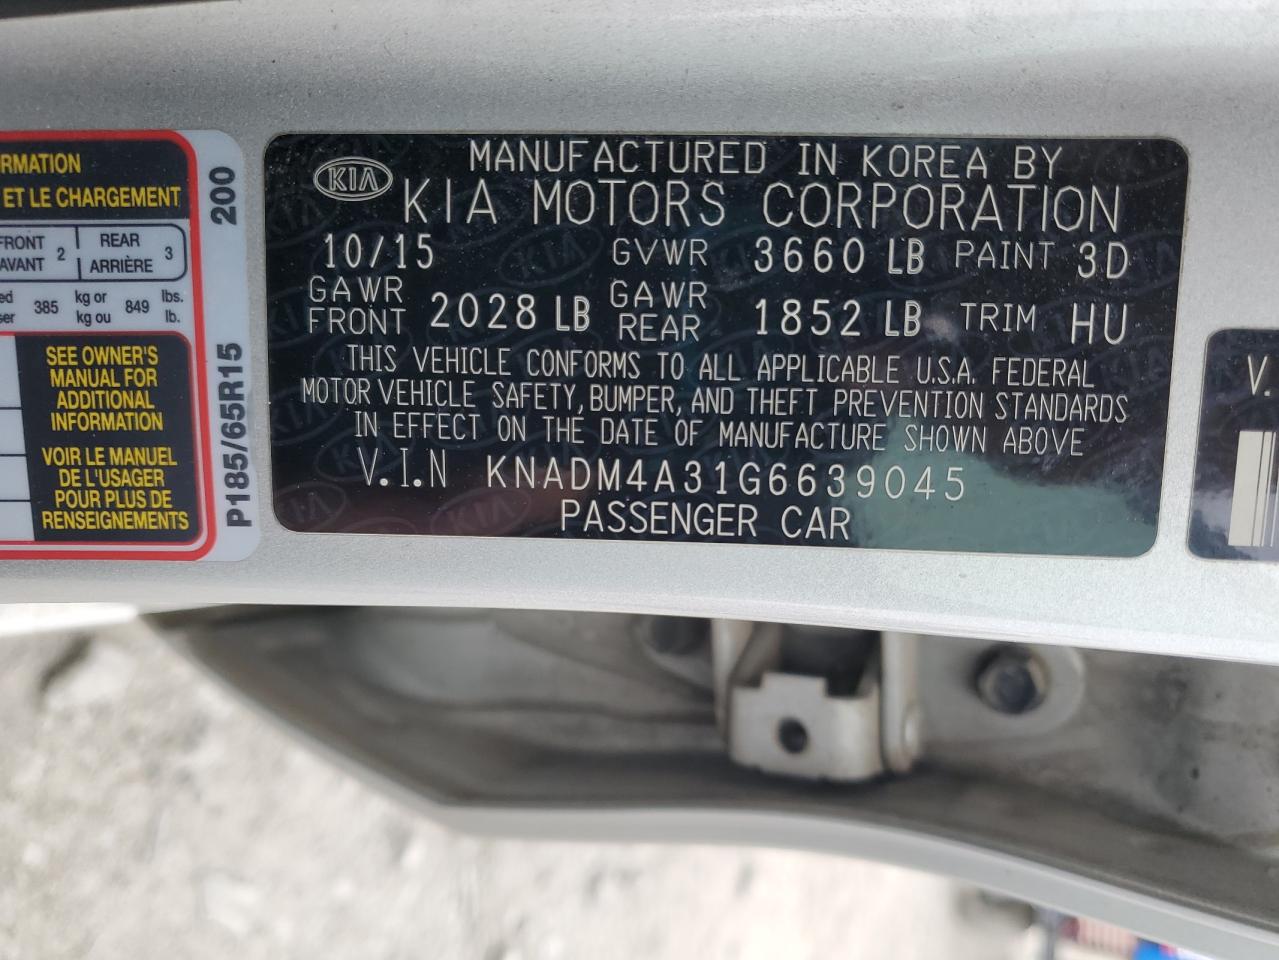 ORMATION
ET LE CHARGEMENT
FRONT 2 REAR 3
AVANT ARRIÈRE
385 kg or 849 lbs.
kg ou lb.
SEE OWNER'S
MANUAL FOR
ADDITIONAL
INFORMATION
VOIR LE MANUEL
DE L'USAGER
POUR PLUS DE
RENSEIGNEMENTS
P185/65R15 200
KIA
MANUFACTURED IN KOREA BY
KIA MOTORS CORPORATION
10/15 GVWR 3660 LB PAINT 3D
GAWR FRONT 2028 LB GAWR REAR 1852 LB TRIM HU
THIS VEHICLE CONFORMS TO ALL APPLICABLE U.S.A. FEDERAL
MOTOR VEHICLE SAFETY, BUMPER, AND THEFT PREVENTION STANDARDS
IN EFFECT ON THE DATE OF MANUFACTURE SHOWN ABOVE
V.I.N KNADM4A31G6639045
PASSENGER CAR
V.